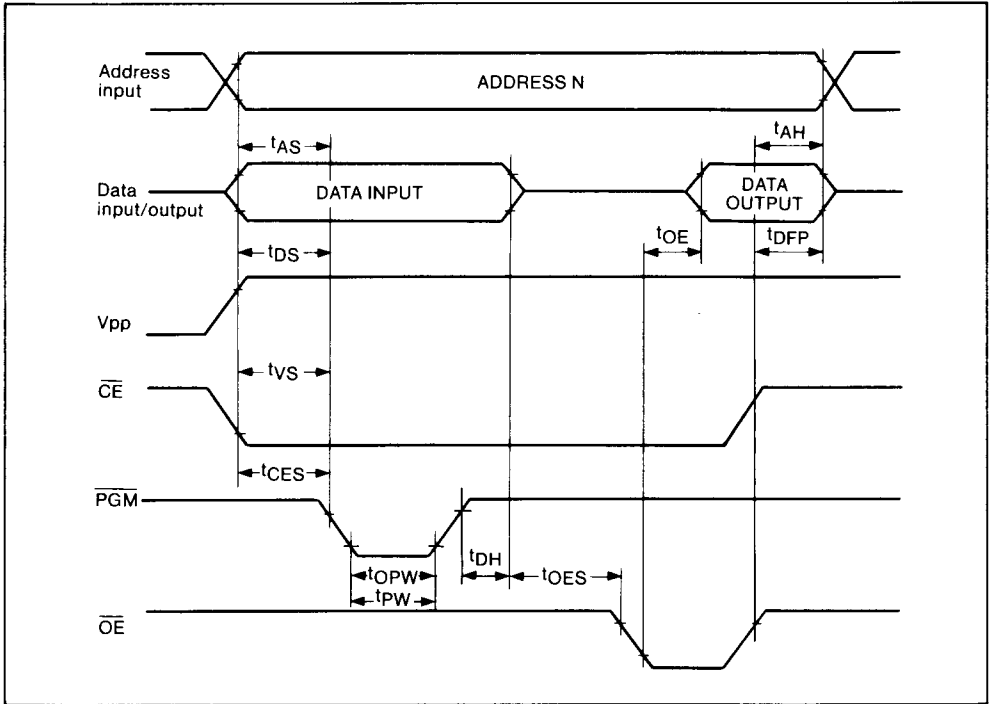 Address
input
ADDRESS N
tAS
tAH
Data
input/output
DATA INPUT
DATA
OUTPUT
tDS
tOE
tDFP
Vpp
tVS
CE
tCES
PGM
tDH
tOES
tOPW
tPW
OE